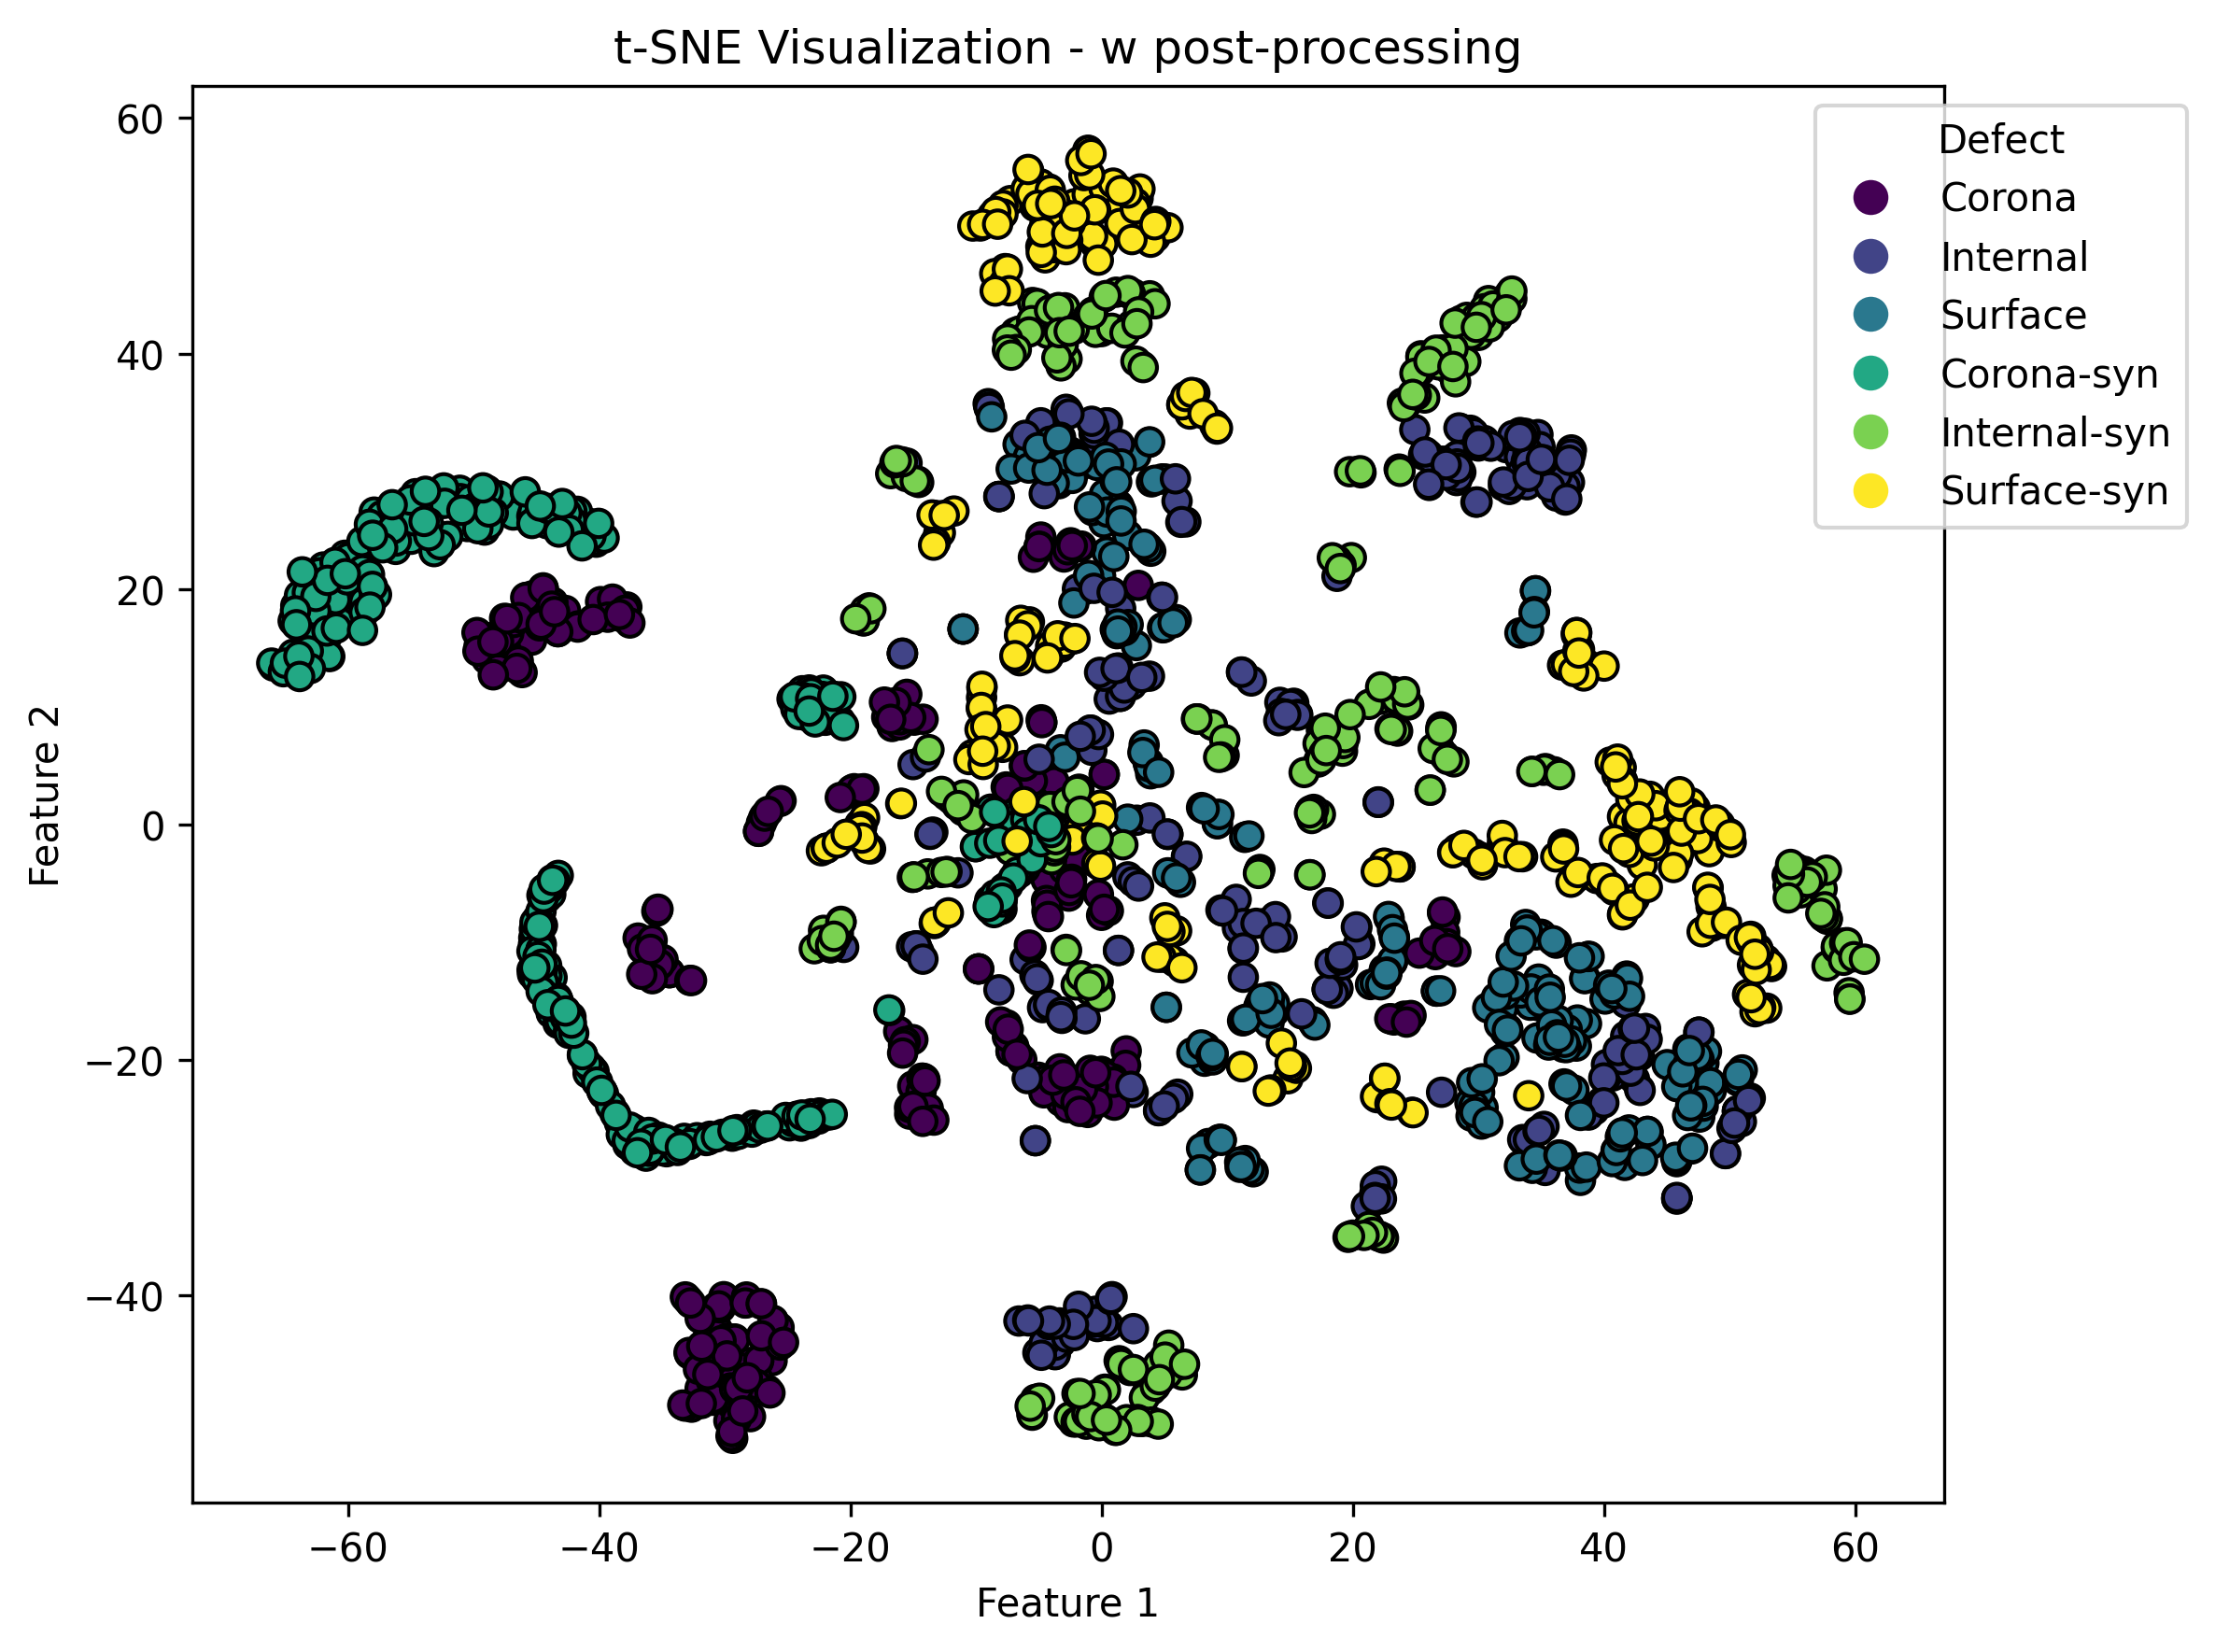 t-SNE Visualization - w post-processing
Defect
Corona
Internal
Surface
Corona-syn
Internal-syn
Surface-syn
60
40
20
0
−20
−40
Feature 2
−60
−40
−20
0
20
40
60
Feature 1